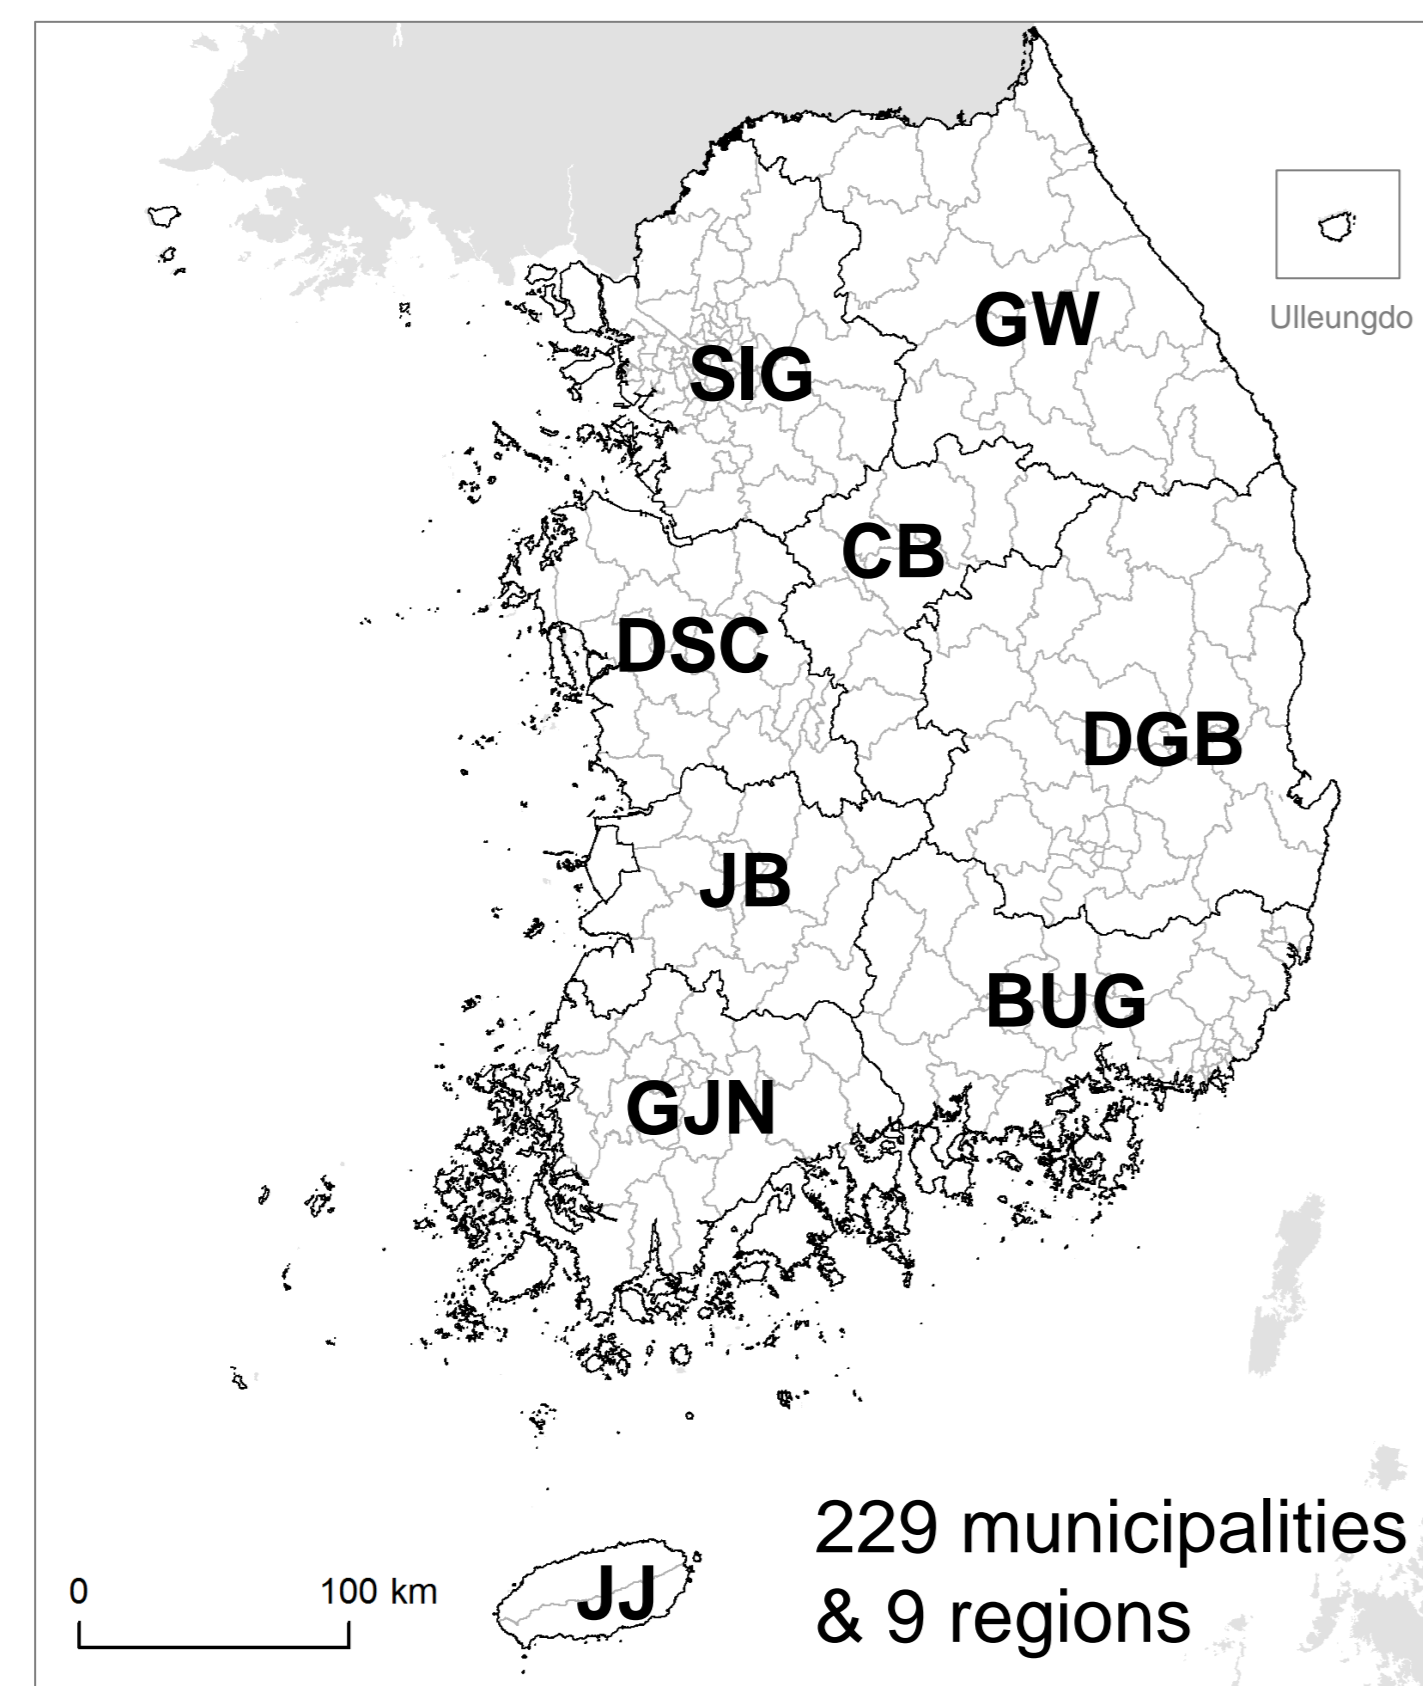 GW
Ulleungdo
SIG
CB
DSC
DGB
JB
BUG
GJN
229 municipalities
& 9 regions
0 100 km
JJ